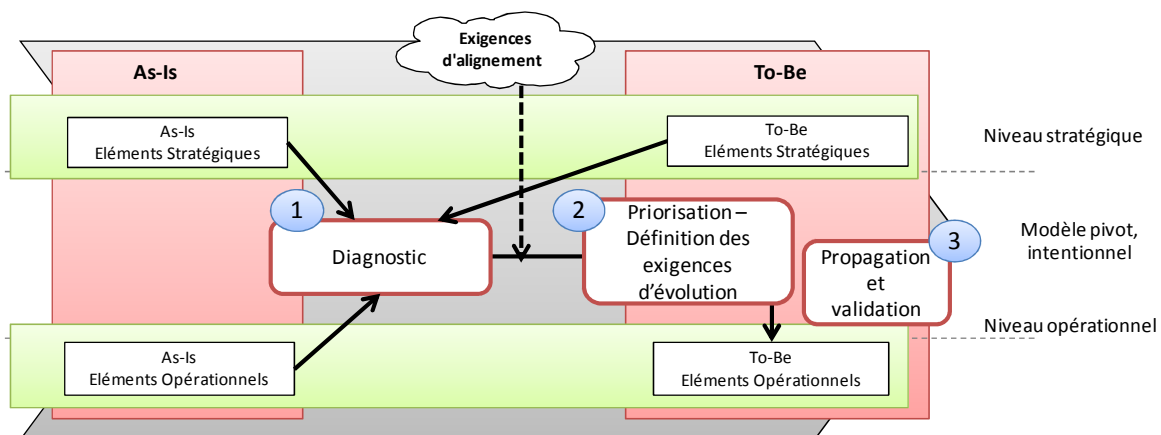 Exigences
d'alignement
As-Is
To-Be
As-Is
Eléments Stratégiques
To-Be
Eléments Stratégiques
Niveau stratégique
1
Diagnostic
2
Priorisation –
Définition des
exigences
d’évolution
3
Propagation
et
validation
Modèle pivot,
intentionnel
Niveau opérationnel
As-Is
Eléments Opérationnels
To-Be
Eléments Opérationnels